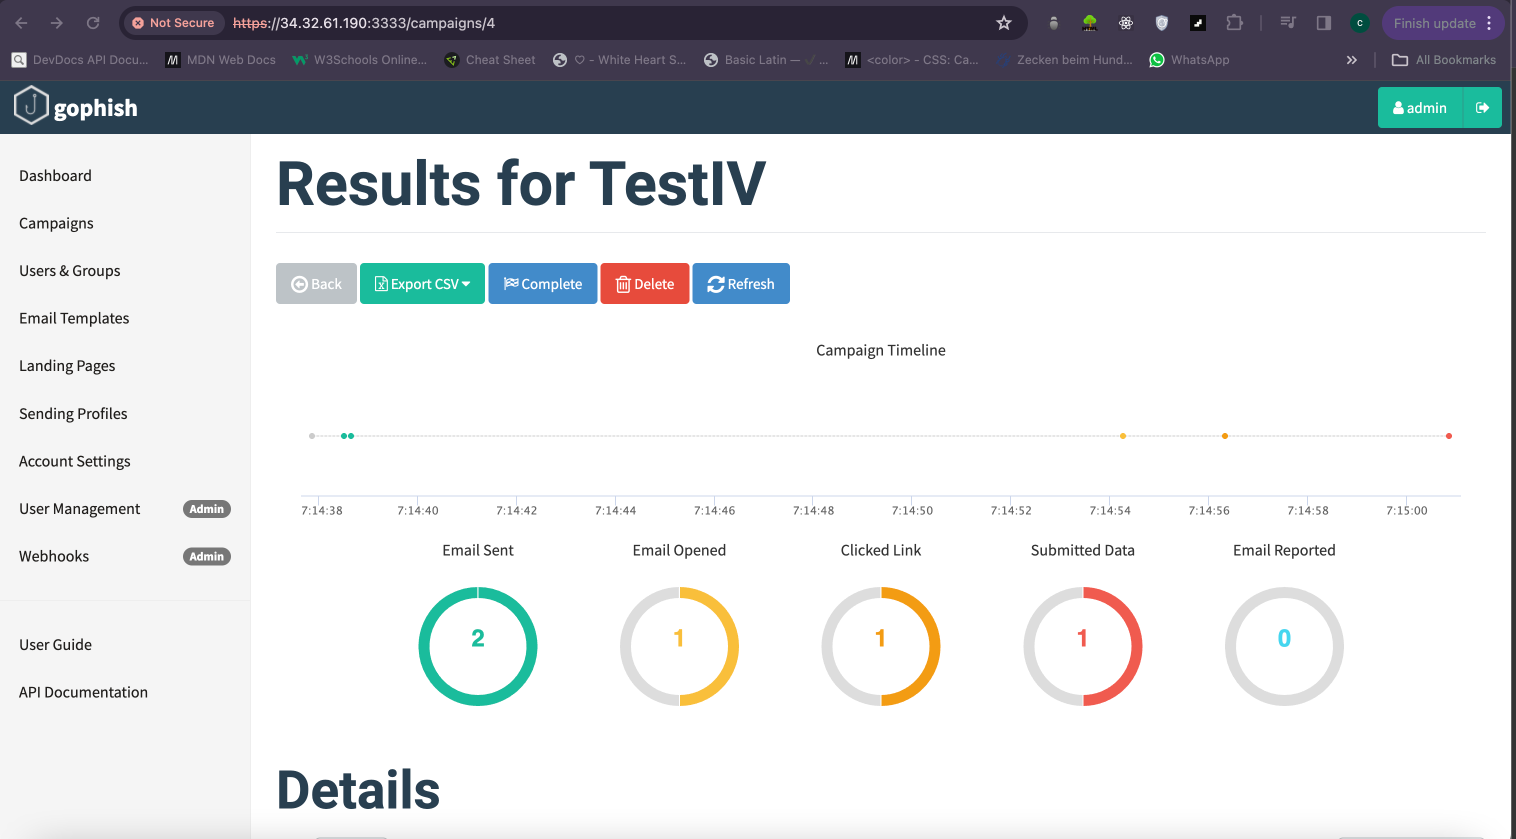 Not Secure https://34.32.61.190:3333/campaigns/4 Finish update
DevDocs API Docu... MDN Web Docs W3Schools Online... Cheat Sheet ♡ - White Heart S... Basic Latin — ✓ ... <color> - CSS: Ca... Zecken beim Hund... WhatsApp » All Bookmarks
gophish admin
Dashboard
Campaigns
Users & Groups
Email Templates
Landing Pages
Sending Profiles
Account Settings
User Management Admin
Webhooks Admin
User Guide
API Documentation
Results for TestIV
Back Export CSV Complete Delete Refresh
Campaign Timeline
7:14:38 7:14:40 7:14:42 7:14:44 7:14:46 7:14:48 7:14:50 7:14:52 7:14:54 7:14:56 7:14:58 7:15:00
Email Sent Email Opened Clicked Link Submitted Data Email Reported
2 1 1 1 0
Details